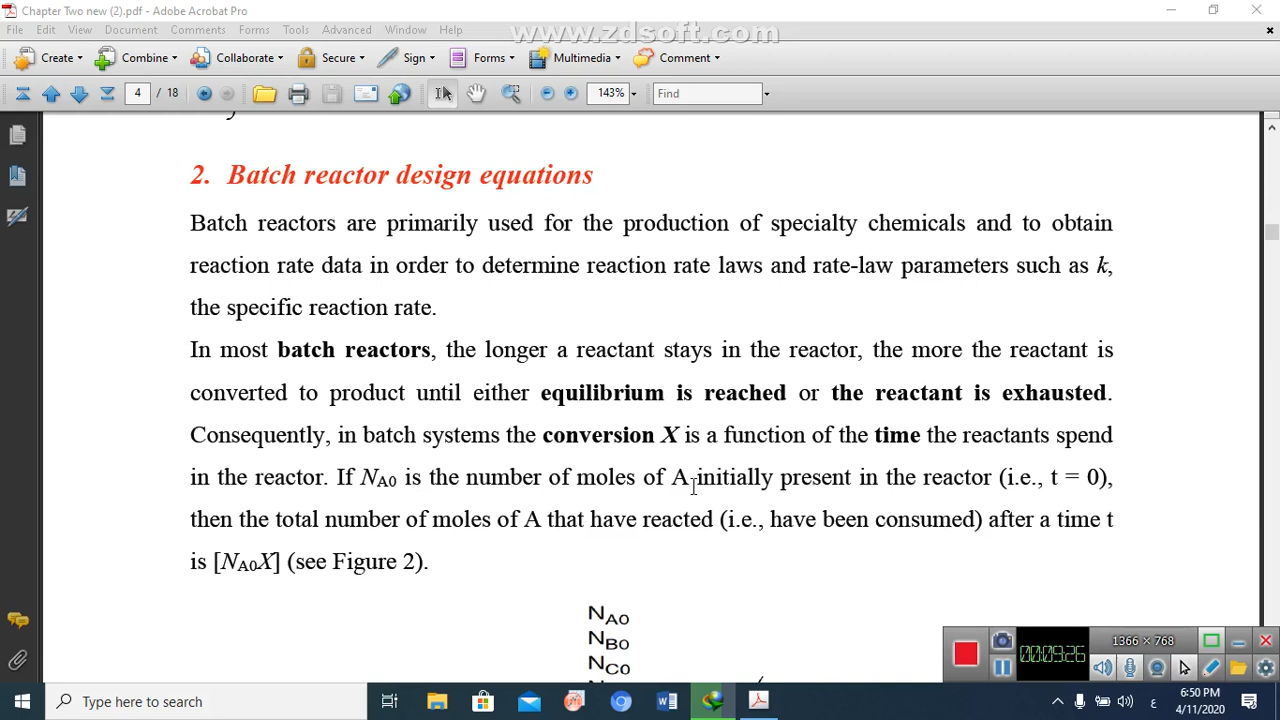 Chapter Two new (2).pdf - Adobe Acrobat Pro
File Edit View Document Comments Forms Tools Advanced Window Help
www.zdsoft.com
Create Combine Collaborate Secure Sign Forms Multimedia Comment
4 / 18 143% Find
2. Batch reactor design equations
Batch reactors are primarily used for the production of specialty chemicals and to obtain
reaction rate data in order to determine reaction rate laws and rate-law parameters such as k,
the specific reaction rate.
In most batch reactors, the longer a reactant stays in the reactor, the more the reactant is
converted to product until either equilibrium is reached or the reactant is exhausted.
Consequently, in batch systems the conversion X is a function of the time the reactants spend
in the reactor. If NA0 is the number of moles of A initially present in the reactor (i.e., t = 0),
then the total number of moles of A that have reacted (i.e., have been consumed) after a time t
is [NA0X] (see Figure 2).
NA0
NB0
NC0
1366 × 768
00:09:26
Type here to search
ع
6:50 PM
4/11/2020